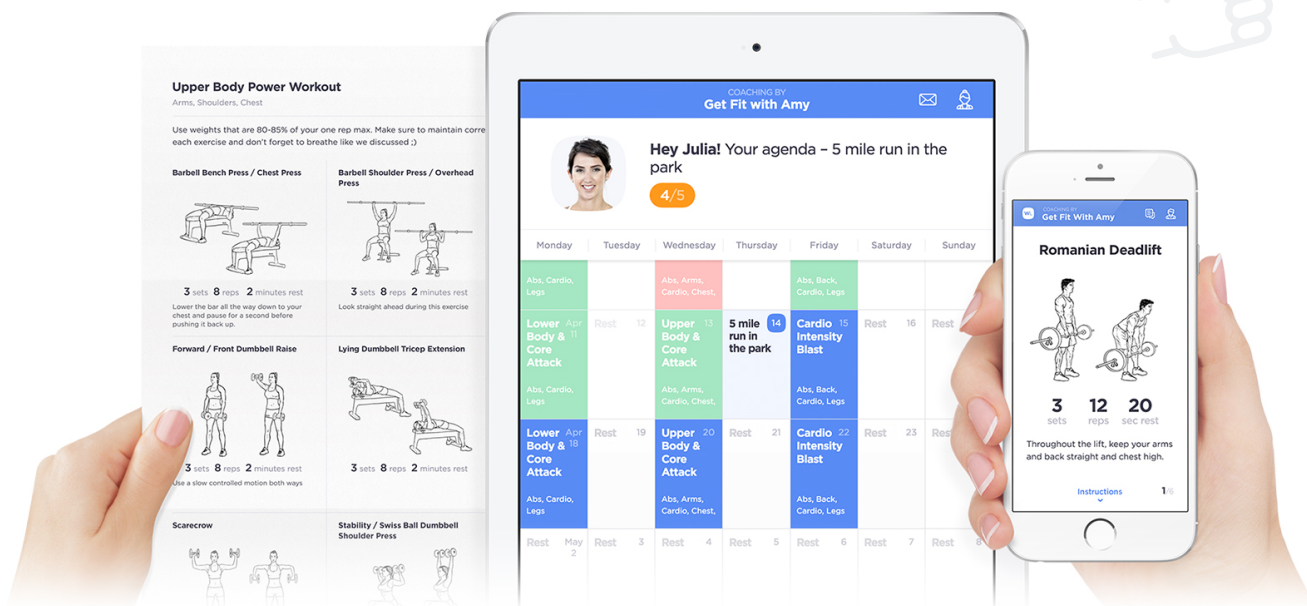 Upper Body Power Workout
Arms, Shoulders, Chest
Use weights that are 80-85% of your one rep max. Make sure to maintain corre
each exercise and don't forget to breathe like we discussed ;)
Barbell Bench Press / Chest Press
3 sets 8 reps 2 minutes rest
Lower the bar all the way down to your
chest and pause for a second before
pushing it back up.
Barbell Shoulder Press / Overhead
Press
3 sets 8 reps 2 minutes rest
Look straight ahead during this exercise
Forward / Front Dumbbell Raise
3 sets 8 reps 2 minutes rest
Use a slow controlled motion both ways
Lying Dumbbell Tricep Extension
3 sets 8 reps 2 minutes rest
Scarecrow
Stability / Swiss Ball Dumbbell
Shoulder Press
COACHING BY
Get Fit with Amy
Hey Julia! Your agenda – 5 mile run in the
park
4/5
Monday Tuesday Wednesday Thursday Friday Saturday Sunday
Abs, Cardio,
Legs
Abs, Arms,
Cardio, Chest,
Abs, Back,
Cardio, Legs
Lower Apr
Body & 11
Core
Attack
Abs, Cardio,
Legs
Rest 12
Upper 13
Body &
Core
Attack
Abs, Arms,
Cardio, Chest,
5 mile 14
run in
the park
Cardio 15
Intensity
Blast
Abs, Back,
Cardio, Legs
Rest 16
Rest
Lower Apr
Body & 18
Core
Attack
Abs, Cardio,
Legs
Rest 19
Upper 20
Body &
Core
Attack
Abs, Arms,
Cardio, Chest,
Rest 21
Cardio 22
Intensity
Blast
Abs, Back,
Cardio, Legs
Rest 23
Res
Rest May
2
Rest 3
Rest 4
Rest 5
Rest 6
Rest 7
Rest 8
W.
COACHING BY
Get Fit With Amy
Romanian Deadlift
3 12 20
sets reps sec rest
Throughout the lift, keep your arms
and back straight and chest high.
Instructions
1/6